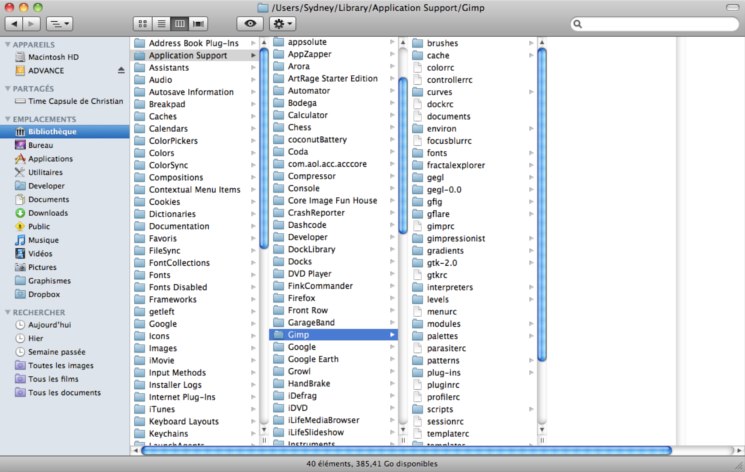 /Users/Sydney/Library/Application Support/Gimp
APPAREILS
Macintosh HD
ADVANCE
PARTAGÉS
Time Capsule de Christian
EMPLACEMENTS
Bibliothèque
Bureau
Applications
Utilitaires
Developer
Documents
Downloads
Public
Musique
Vidéos
Pictures
Graphismes
Dropbox
RECHERCHER
Aujourd'hui
Hier
Semaine passée
Toutes les images
Tous les films
Tous les documents
Address Book Plug-Ins
Application Support
Assistants
Audio
Autosave Information
Breakpad
Caches
Calendars
ColorPickers
Colors
ColorSync
Compositions
Contextual Menu Items
Cookies
Dictionaries
Documentation
Favoris
FileSync
FontCollections
Fonts
Fonts Disabled
Frameworks
getleft
Google
Icons
Images
iMovie
Input Methods
Installer Logs
Internet Plug-Ins
iTunes
Keyboard Layouts
Keychains
LaunchAgents
appsolute
AppZapper
Arora
ArtRage Starter Edition
Automator
Bodega
Calculator
Chess
coconutBattery
Coda
com.aol.acc.acccore
Compressor
Console
Core Image Fun House
CrashReporter
Dashcode
Developer
DockLibrary
Docks
DVD Player
FinkCommander
Firefox
Front Row
GarageBand
Gimp
Google
Google Earth
Growl
HandBrake
iDefrag
iDVD
iLifeMediaBrowser
iLifeSlideshow
Instruments
brushes
cache
colorrc
controllerrc
curves
dockrc
documents
environ
focusblurrc
fonts
fractalexplorer
gegl
gegl-0.0
gfig
gflare
gimprc
gimpressionist
gradients
gtk-2.0
gtkrc
interpreters
levels
menurc
modules
palettes
parasiterc
patterns
plug-ins
pluginrc
profilerc
scripts
sessionrc
templaterc
templates
40 éléments, 385,41 Go disponibles